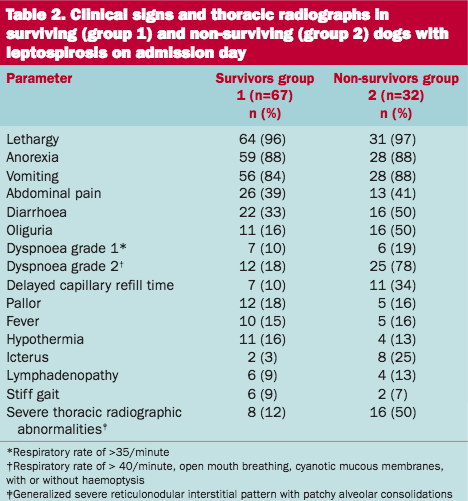 Table 2. Clinical signs and thoracic radiographs in
surviving (group 1) and non-surviving (group 2) dogs with
leptospirosis on admission day
Parameter Survivors group Non-survivors group
1 (n=67) 2 (n=32)
n (%) n (%)
Lethargy 64 (96) 31 (97)
Anorexia 59 (88) 28 (88)
Vomiting 56 (84) 28 (88)
Abdominal pain 26 (39) 13 (41)
Diarrhoea 22 (33) 16 (50)
Oliguria 11 (16) 16 (50)
Dyspnoea grade 1* 7 (10) 6 (19)
Dyspnoea grade 2† 12 (18) 25 (78)
Delayed capillary refill time 7 (10) 11 (34)
Pallor 12 (18) 5 (16)
Fever 10 (15) 5 (16)
Hypothermia 11 (16) 4 (13)
Icterus 2 (3) 8 (25)
Lymphadenopathy 6 (9) 4 (13)
Stiff gait 6 (9) 2 (7)
Severe thoracic radiographic 8 (12) 16 (50)
abnormalities‡
*Respiratory rate of >35/minute
†Respiratory rate of > 40/minute, open mouth breathing, cyanotic mucous membranes,
with or without haemoptysis
‡Generalized severe reticulonodular interstitial pattern with patchy alveolar consolidations